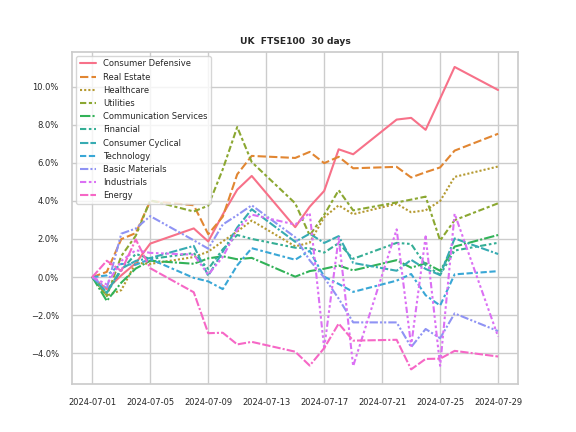 UK FTSE100 30 days
Consumer Defensive
Real Estate
Healthcare
Utilities
Communication Services
Financial
Consumer Cyclical
Technology
Basic Materials
Industrials
Energy
10.0%
8.0%
6.0%
4.0%
2.0%
0.0%
−2.0%
−4.0%
2024-07-01 2024-07-05 2024-07-09 2024-07-13 2024-07-17 2024-07-21 2024-07-25 2024-07-29